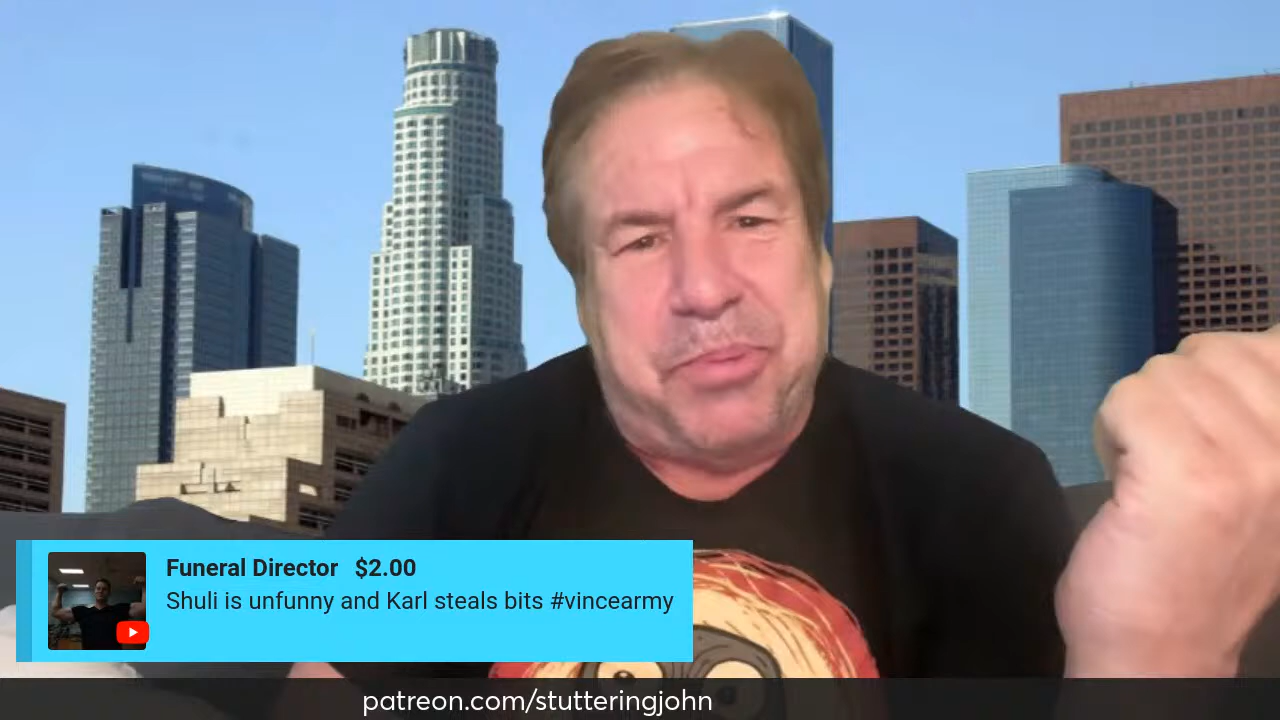 Funeral Director $2.00
Shuli is unfunny and Karl steals bits #vincearmy
patreon.com/stutteringjohn